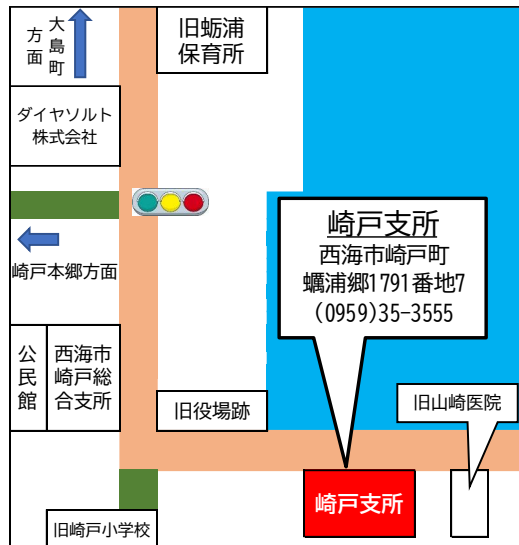 大島町
方面
旧蛎浦
保育所
ダイヤソルト
株式会社
崎戸本郷方面
崎戸支所
西海市崎戸町
蠣浦郷1791番地7
(0959)35-3555
公民館
西海市
崎戸総
合支所
旧役場跡
旧山崎医院
崎戸支所
旧崎戸小学校